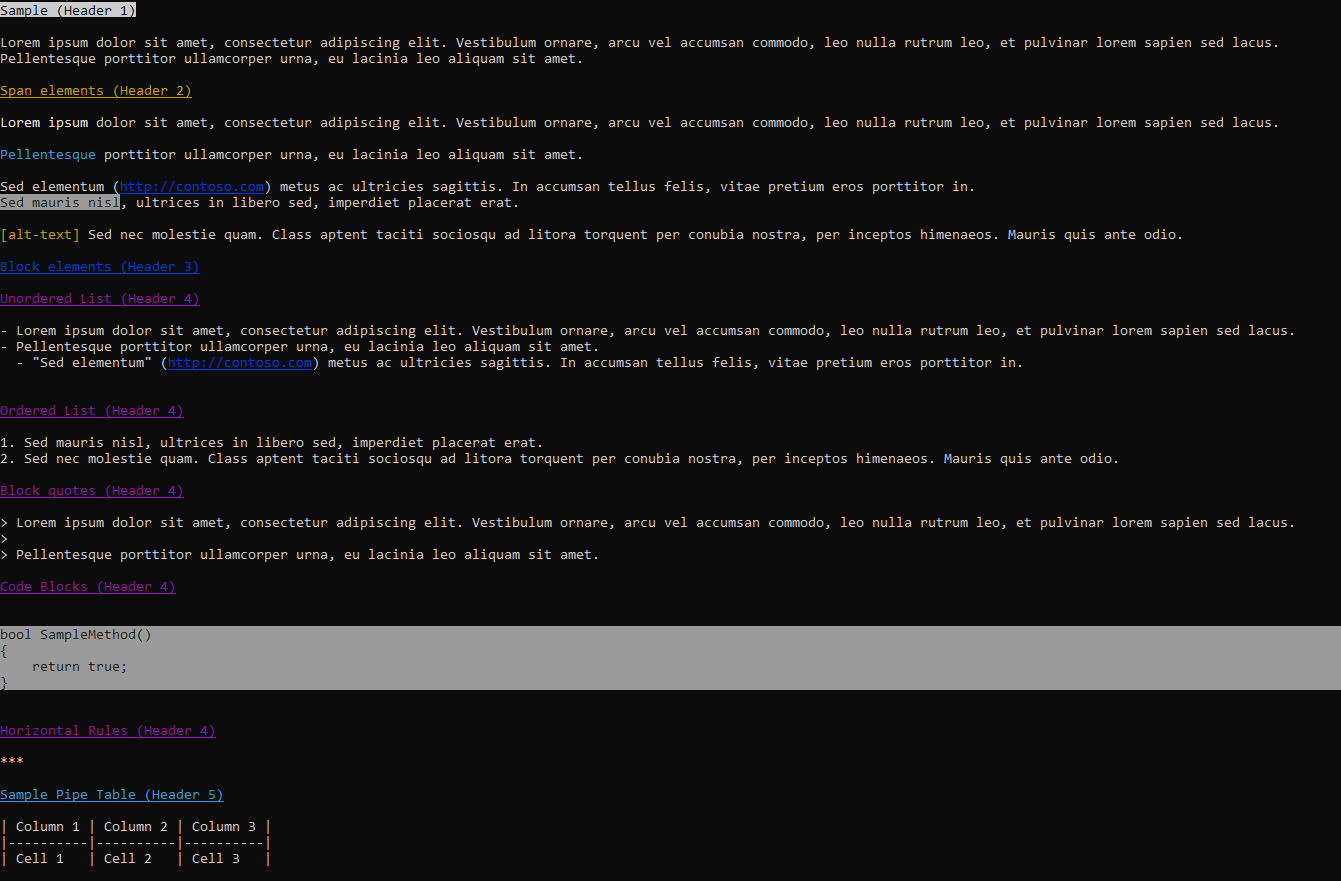 Sample (Header 1)
Lorem ipsum dolor sit amet, consectetur adipiscing elit. Vestibulum ornare, arcu vel accumsan commodo, leo nulla rutrum leo, et pulvinar lorem sapien sed lacus.
Pellentesque porttitor ullamcorper urna, eu lacinia leo aliquam sit amet.
Span elements (Header 2)
Lorem ipsum dolor sit amet, consectetur adipiscing elit. Vestibulum ornare, arcu vel accumsan commodo, leo nulla rutrum leo, et pulvinar lorem sapien sed lacus.
Pellentesque porttitor ullamcorper urna, eu lacinia leo aliquam sit amet.
Sed elementum (http://contoso.com) metus ac ultricies sagittis. In accumsan tellus felis, vitae pretium eros porttitor in.
Sed mauris nisl, ultrices in libero sed, imperdiet placerat erat.
[alt-text] Sed nec molestie quam. Class aptent taciti sociosqu ad litora torquent per conubia nostra, per inceptos himenaeos. Mauris quis ante odio.
Block elements (Header 3)
Unordered List (Header 4)
- Lorem ipsum dolor sit amet, consectetur adipiscing elit. Vestibulum ornare, arcu vel accumsan commodo, leo nulla rutrum leo, et pulvinar lorem sapien sed lacus.
- Pellentesque porttitor ullamcorper urna, eu lacinia leo aliquam sit amet.
  - "Sed elementum" (http://contoso.com) metus ac ultricies sagittis. In accumsan tellus felis, vitae pretium eros porttitor in.
Ordered List (Header 4)
1. Sed mauris nisl, ultrices in libero sed, imperdiet placerat erat.
2. Sed nec molestie quam. Class aptent taciti sociosqu ad litora torquent per conubia nostra, per inceptos himenaeos. Mauris quis ante odio.
Block quotes (Header 4)
> Lorem ipsum dolor sit amet, consectetur adipiscing elit. Vestibulum ornare, arcu vel accumsan commodo, leo nulla rutrum leo, et pulvinar lorem sapien sed lacus.
>
> Pellentesque porttitor ullamcorper urna, eu lacinia leo aliquam sit amet.
Code Blocks (Header 4)
bool SampleMethod()
{
    return true;
}
Horizontal Rules (Header 4)
***
Sample Pipe Table (Header 5)
| Column 1 | Column 2 | Column 3 |
|----------|----------|----------|
| Cell 1   | Cell 2   | Cell 3   |